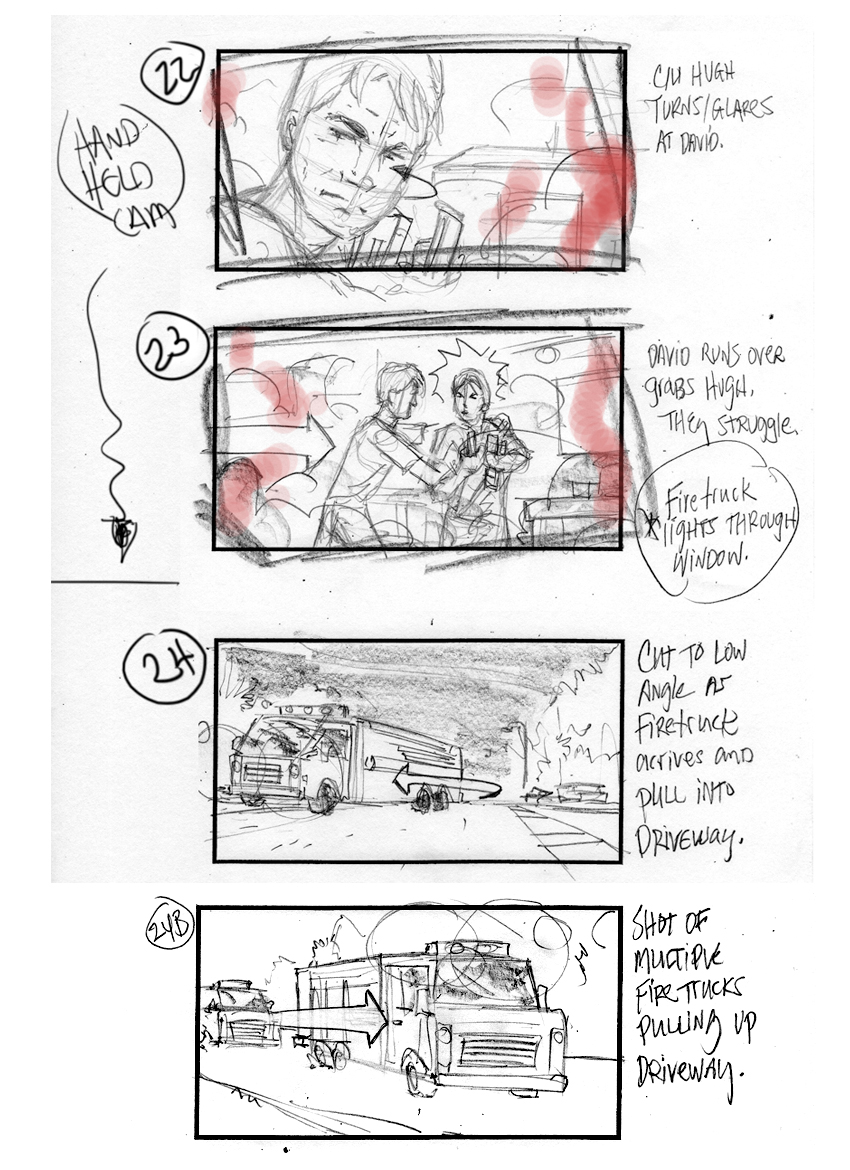 22
HAND
HELD
CAM
C/U HUGH
TURNS/GLARES
AT DAVID.
23
DAVID RUNS OVER
grabs HUGH.
THEY STRUGGLE.
* Firetruck
lights THROUGH
WINDOW.
24
CUT TO LOW
Angle AS
Firetruck
arrives and
pull into
DRIVEWAY.
24B
SHOT OF
MULTIPLE
FIRETRUCKS
PULLING UP
DRIVEWAY.